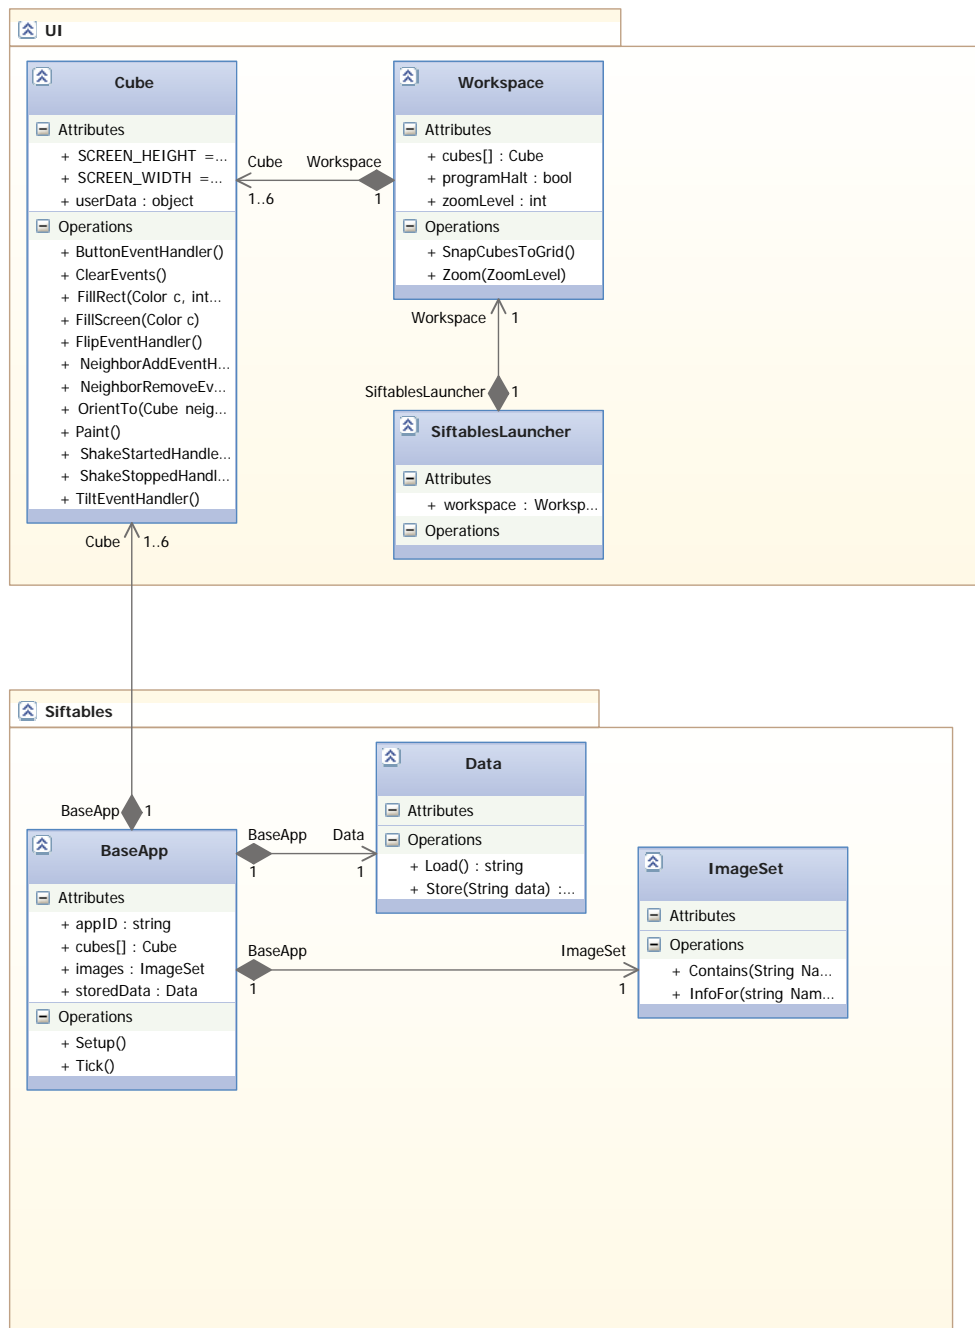 UI
Cube
Attributes
+ SCREEN_HEIGHT =...
+ SCREEN_WIDTH =...
+ userData : object
Operations
+ ButtonEventHandler()
+ ClearEvents()
+ FillRect(Color c, int...
+ FillScreen(Color c)
+ FlipEventHandler()
+ NeighborAddEventH...
+ NeighborRemoveEv...
+ OrientTo(Cube neig...
+ Paint()
+ ShakeStartedHandle...
+ ShakeStoppedHandl...
+ TiltEventHandler()
Cube Workspace
1..6 1
Workspace
Attributes
+ cubes[] : Cube
+ programHalt : bool
+ zoomLevel : int
Operations
+ SnapCubesToGrid()
+ Zoom(ZoomLevel)
Workspace 1
SiftablesLauncher 1
SiftablesLauncher
Attributes
+ workspace : Worksp...
Operations
Cube 1..6
Siftables
BaseApp 1
BaseApp
Attributes
+ appID : string
+ cubes[] : Cube
+ images : ImageSet
+ storedData : Data
Operations
+ Setup()
+ Tick()
BaseApp Data
1 1
Data
Attributes
Operations
+ Load() : string
+ Store(String data) :...
BaseApp ImageSet
1 1
ImageSet
Attributes
Operations
+ Contains(String Na...
+ InfoFor(string Nam...